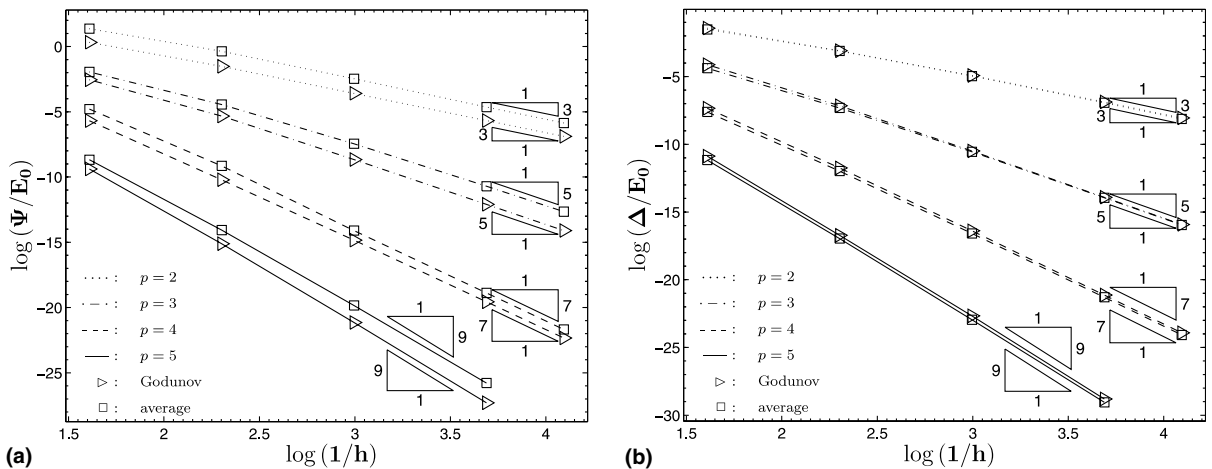 0
−5
−10
−15
−20
−25
log (Ψ/E₀)
1
3
3
1
1
5
5
1
1
7
7
1
1
9
9
1
: p = 2
: p = 3
: p = 4
: p = 5
: Godunov
: average
1.5 2 2.5 3 3.5 4
log (1/h)
(a)
0
−5
−10
−15
−20
−25
−30
log (Δ/E₀)
1
3
3
1
1
5
5
1
1
7
7
1
1
9
9
1
: p = 2
: p = 3
: p = 4
: p = 5
: Godunov
: average
1.5 2 2.5 3 3.5 4
log (1/h)
(b)